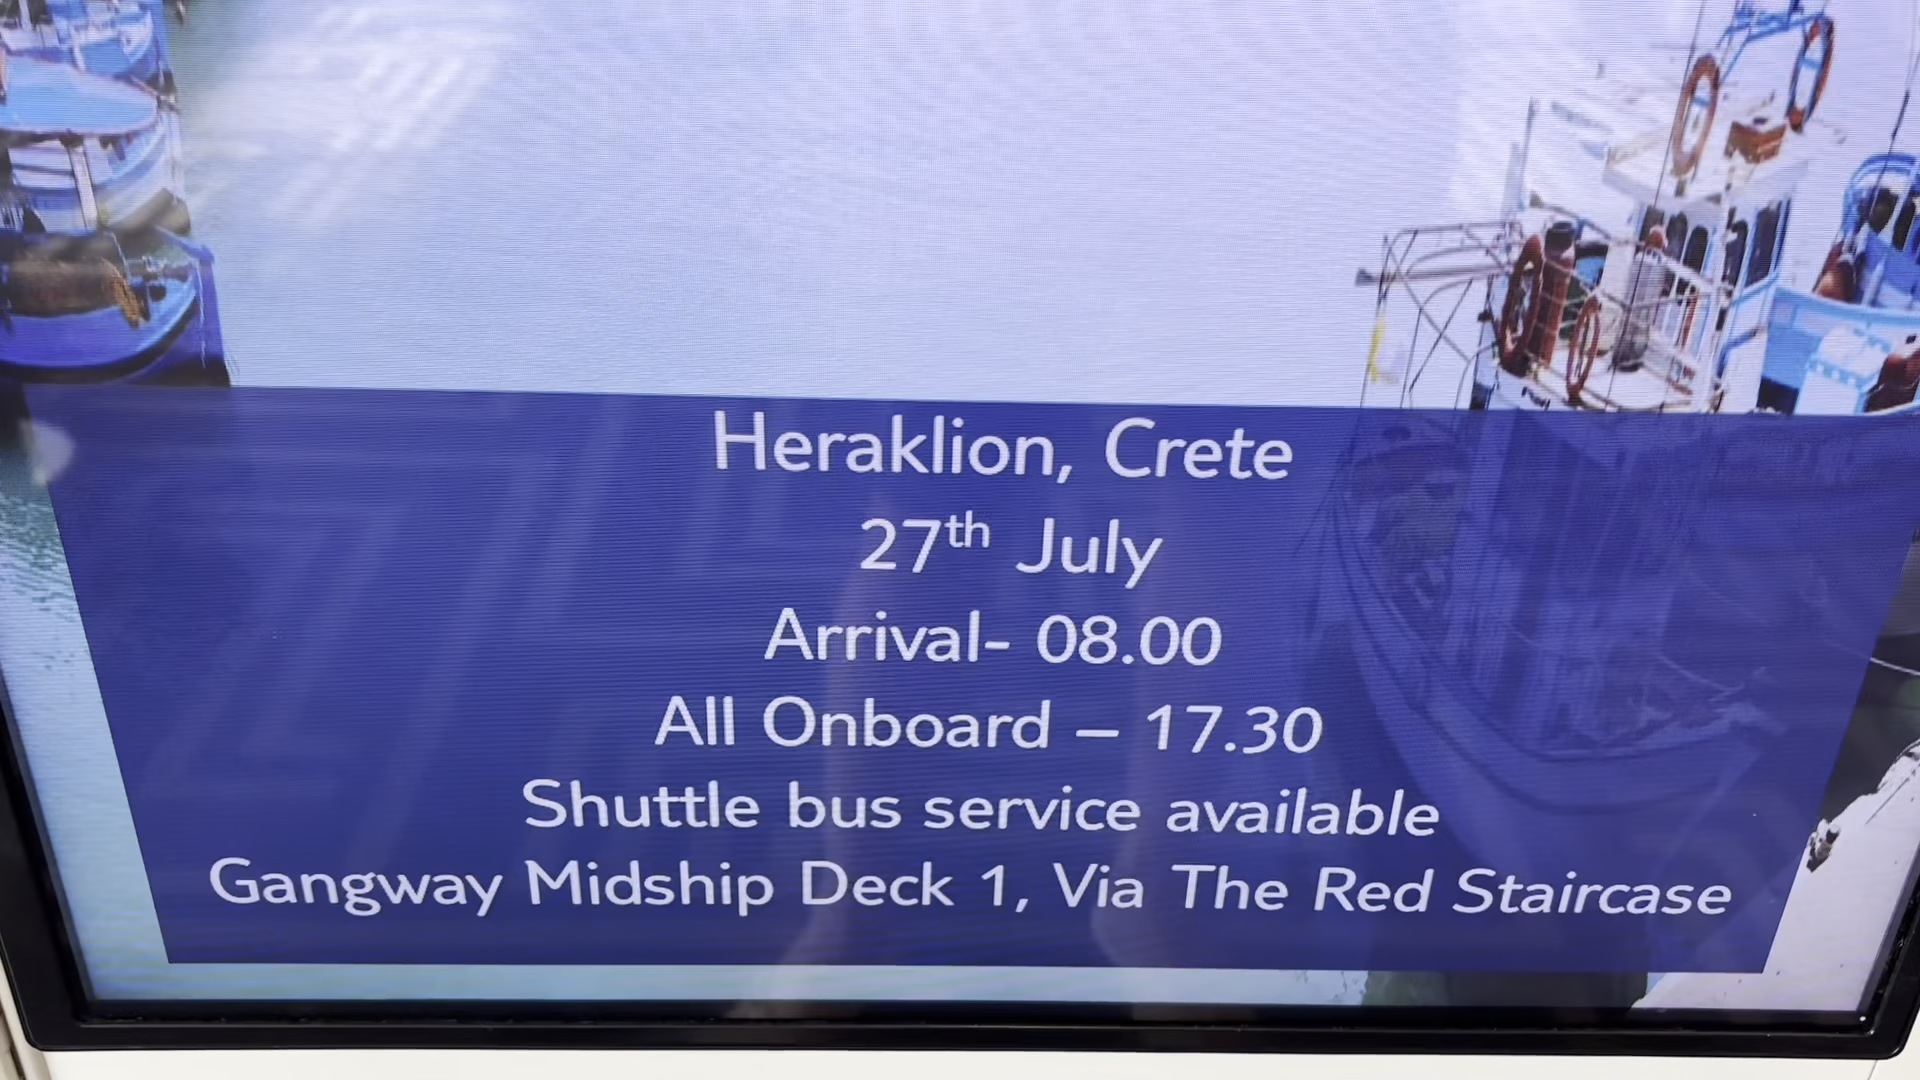 Heraklion, Crete
27th July
Arrival- 08.00
All Onboard – 17.30
Shuttle bus service available
Gangway Midship Deck 1, Via The Red Staircase